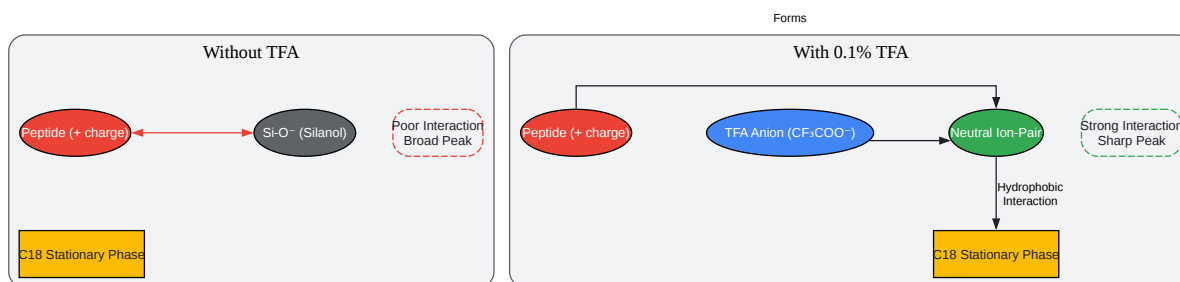 Forms
Without TFA
Peptide (+ charge)
Si-O⁻ (Silanol)
Poor Interaction
Broad Peak
C18 Stationary Phase
With 0.1% TFA
Peptide (+ charge)
TFA Anion (CF₃COO⁻)
Neutral Ion-Pair
Strong Interaction
Sharp Peak
Hydrophobic
Interaction
C18 Stationary Phase